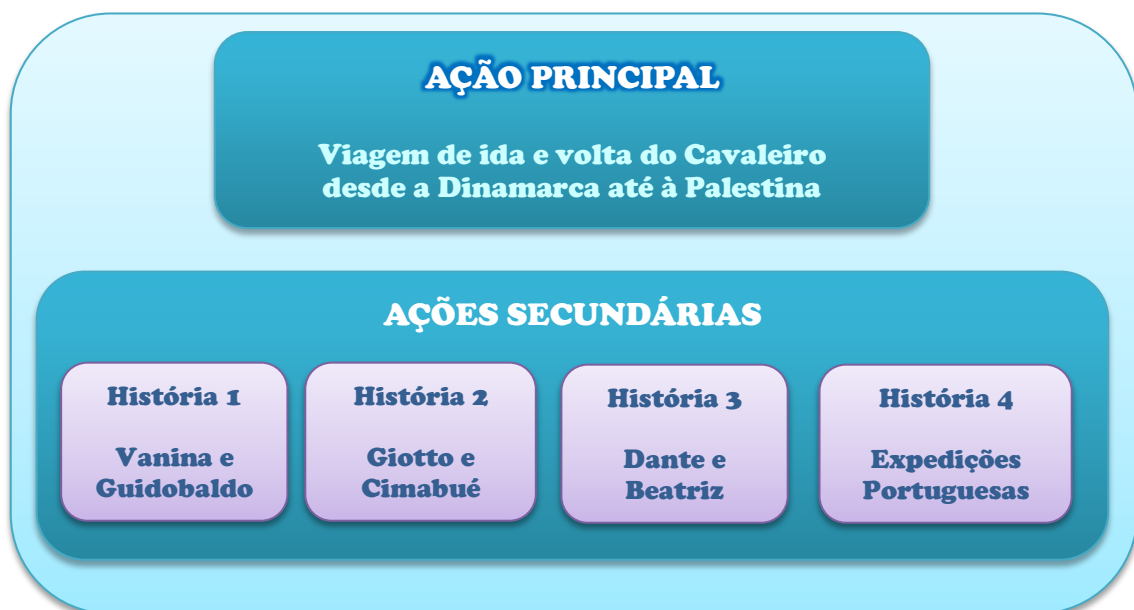 AÇÃO PRINCIPAL
Viagem de ida e volta do Cavaleiro
desde a Dinamarca até à Palestina
AÇÕES SECUNDÁRIAS
História 1
Vanina e
Guidobaldo
História 2
Giotto e
Cimabué
História 3
Dante e
Beatriz
História 4
Expedições
Portuguesas